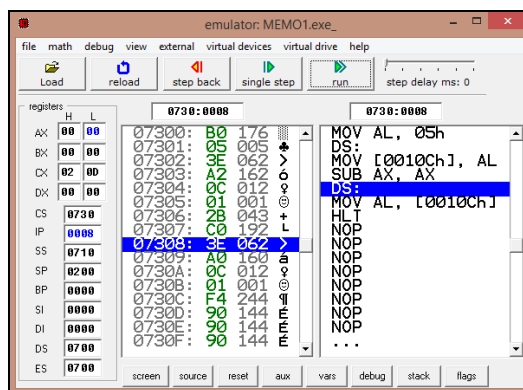 emulator: MEMO1.exe_
file math debug view external virtual devices virtual drive help
Load reload step back single step run step delay ms: 0
registers
H L
0730:0008 0730:0008
AX 00 00
BX 00 00
CX 02 0D
DX 00 00
CS 0730
IP 0008
SS 0710
SP 0200
BP 0000
SI 0000
DI 0000
DS 0700
ES 0700
07300: B0 176 ▒
07301: 05 005 ♣
07302: 3E 062 >
07303: A2 162 ó
07304: 0C 012 ♀
07305: 01 001 ☺
07306: 2B 043 +
07307: C0 192 └
07308: 3E 062 >
07309: A0 160 á
0730A: 0C 012 ♀
0730B: 01 001 ☺
0730C: F4 244 ¶
0730D: 90 144 É
0730E: 90 144 É
0730F: 90 144 É
MOV AL, 05h
DS:
MOV [0010Ch], AL
SUB AX, AX
DS:
MOV AL, [0010Ch]
HLT
NOP
NOP
NOP
NOP
NOP
NOP
NOP
NOP
...
screen source reset aux vars debug stack flags